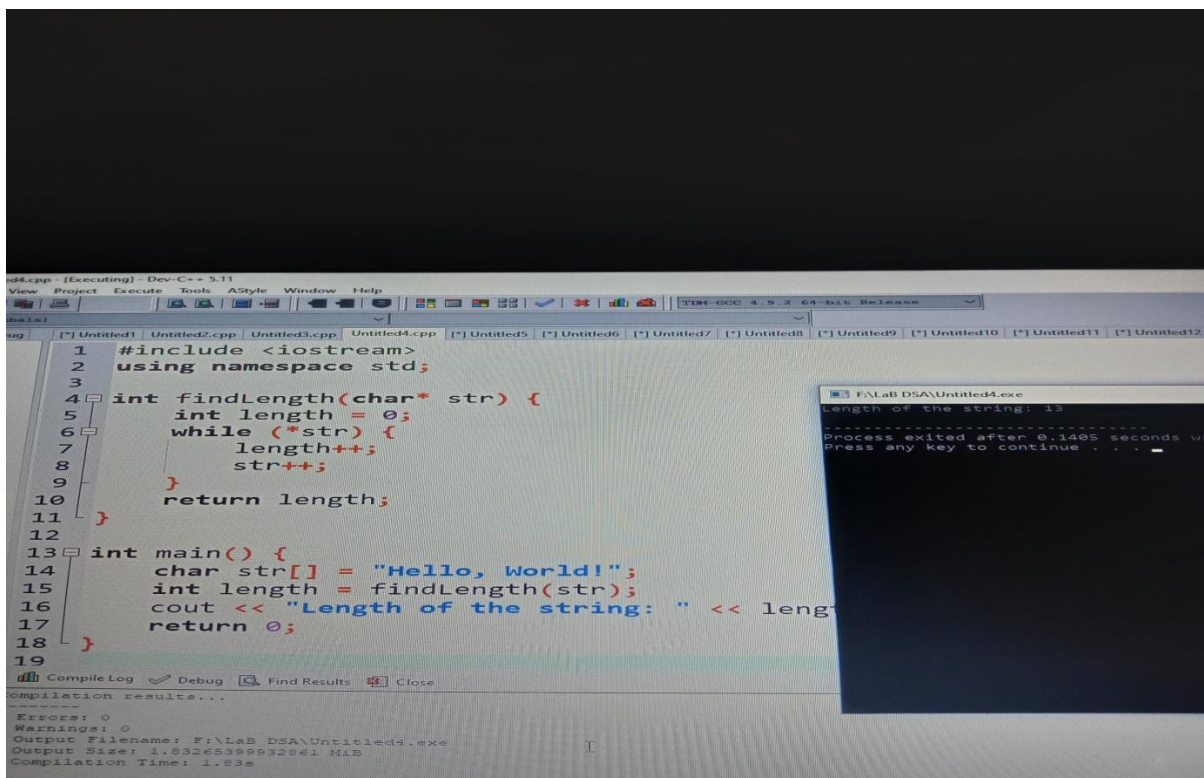 ed4.cpp - [Executing] - Dev-C++ 5.11
View Project Execute Tools AStyle Window Help
TDM-GCC 4.9.2 64-bit Release
bals)
ug [*] Untitled1 Untitled2.cpp Untitled3.cpp Untitled4.cpp [*] Untitled5 [*] Untitled6 [*] Untitled7 [*] Untitled8 [*] Untitled9 [*] Untitled10 [*] Untitled11 [*] Untitled12
1 #include <iostream>
2 using namespace std;
3
4 int findLength(char* str) {
5 int length = 0;
6 while (*str) {
7 length++;
8 str++;
9 }
10 return length;
11 }
12
13 int main() {
14 char str[] = "Hello, World!";
15 int length = findLength(str);
16 cout << "Length of the string: " << leng
17 return 0;
18 }
19
F:\LaB DSA\Untitled4.exe
Length of the string: 13
--------------------------------
Process exited after 0.1405 seconds w
Press any key to continue . . .
Compile Log Debug Find Results Close
Compilation results...
--------
Errors: 0
Warnings: 0
Output Filename: F:\LaB DSA\Untitled4.exe
Output Size: 1.83265399932861 MiB
Compilation Time: 1.83s